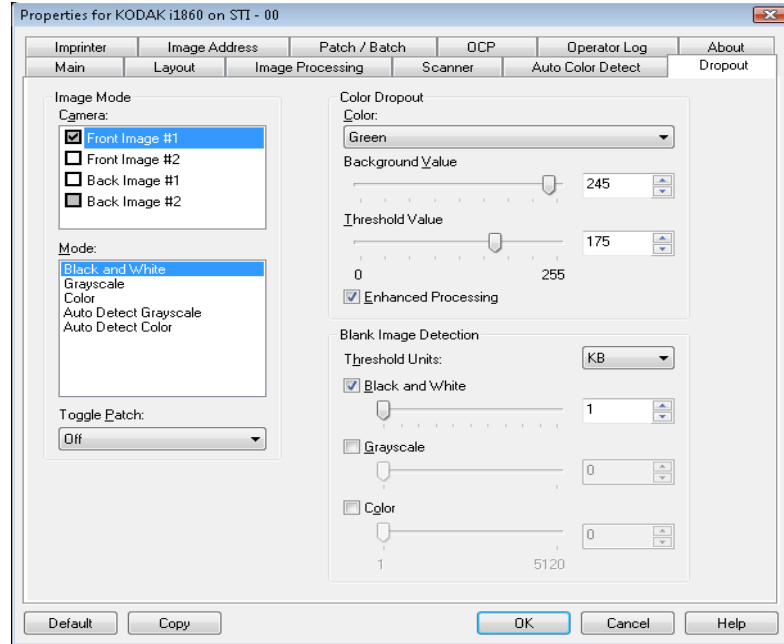 Properties for KODAK i1860 on STI - 00
Imprinter Image Address Patch / Batch OCP Operator Log About
Main Layout Image Processing Scanner Auto Color Detect Dropout
Image Mode
Camera:
Front Image #1
Front Image #2
Back Image #1
Back Image #2
Mode:
Black and White
Grayscale
Color
Auto Detect Grayscale
Auto Detect Color
Toggle Patch:
Off
Color Dropout
Color:
Green
Background Value
245
Threshold Value
175
0 255
Enhanced Processing
Blank Image Detection
Threshold Units: KB
Black and White
1
Grayscale
0
Color
0
1 5120
Default Copy OK Cancel Help